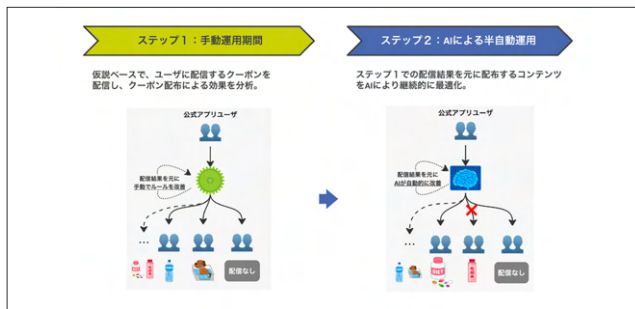 ステップ1：手動運用期間
ステップ2：AIによる半自動運用
仮説ベースで、ユーザに配信するクーポンを
配信し、クーポン配布による効果を分析。
ステップ1での配信結果を元に配布するコンテンツ
をAIにより継続的に最適化。
公式アプリユーザ
配信結果を元に
手動でルールを改善
…
配信なし
公式アプリユーザ
配信結果を元に
AIが自動的に改善
…
配信なし